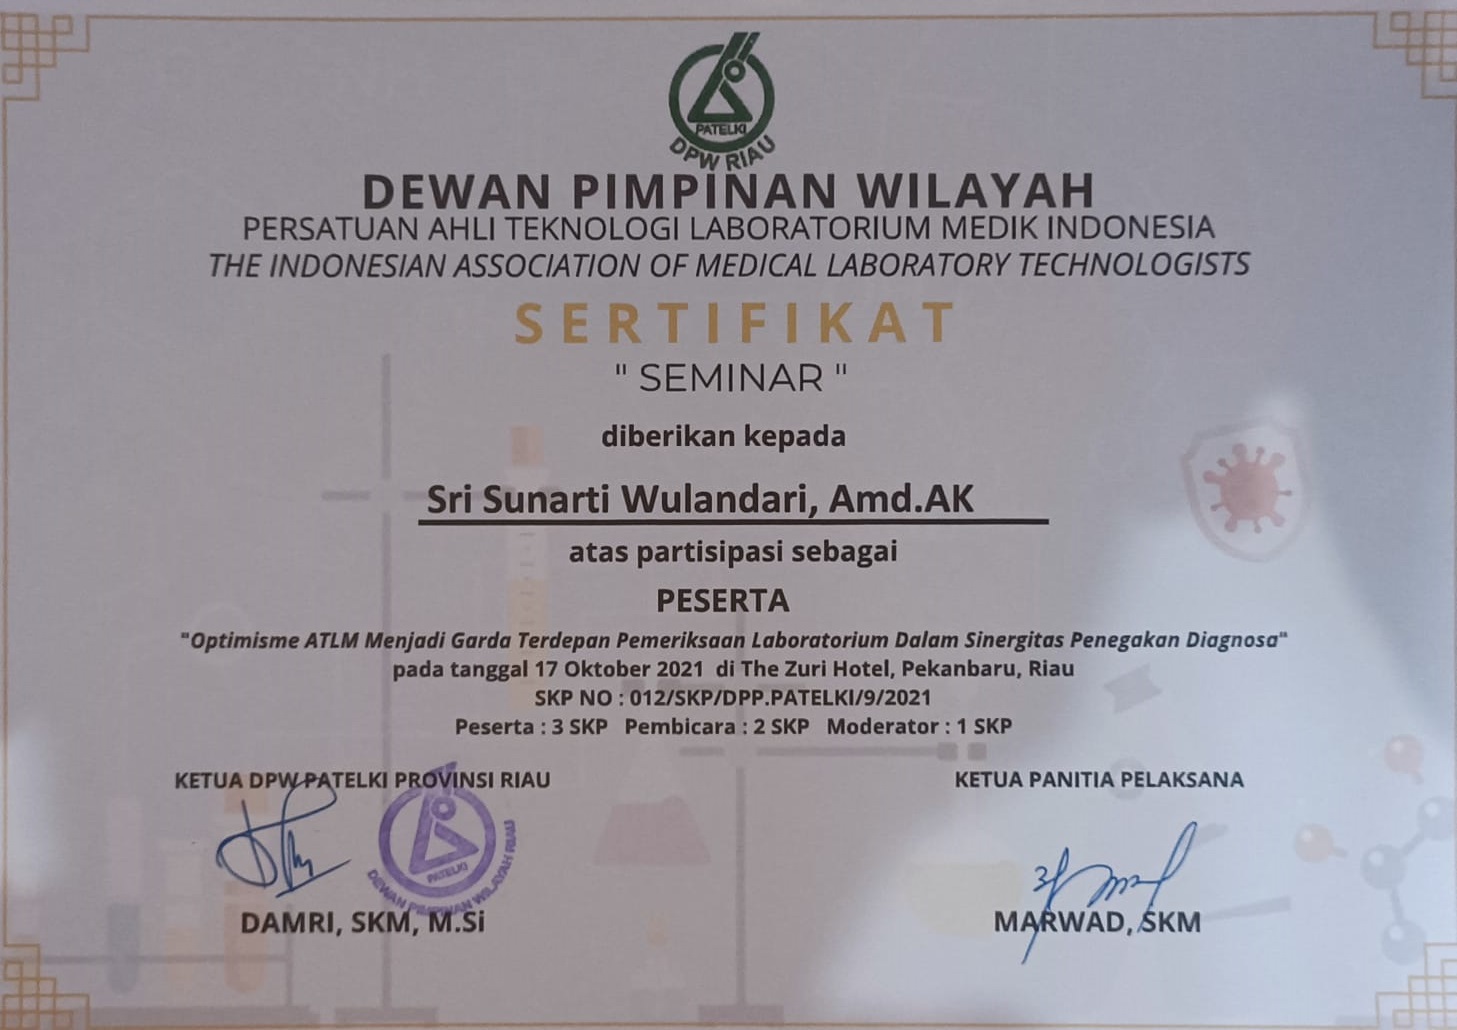 PATELKI
DPW RIAU
DEWAN PIMPINAN WILAYAH
PERSATUAN AHLI TEKNOLOGI LABORATORIUM MEDIK INDONESIA
THE INDONESIAN ASSOCIATION OF MEDICAL LABORATORY TECHNOLOGISTS
SERTIFIKAT
" SEMINAR "
diberikan kepada
Sri Sunarti Wulandari, Amd.AK
atas partisipasi sebagai
PESERTA
"Optimisme ATLM Menjadi Garda Terdepan Pemeriksaan Laboratorium Dalam Sinergitas Penegakan Diagnosa"
pada tanggal 17 Oktober 2021 di The Zuri Hotel, Pekanbaru, Riau
SKP NO : 012/SKP/DPP.PATELKI/9/2021
Peserta : 3 SKP Pembicara : 2 SKP Moderator : 1 SKP
KETUA DPW PATELKI PROVINSI RIAU
PATELKI
DEWAN PIMPINAN WILAYAH RIAU
DAMRI, SKM, M.Si
KETUA PANITIA PELAKSANA
MARWAD, SKM